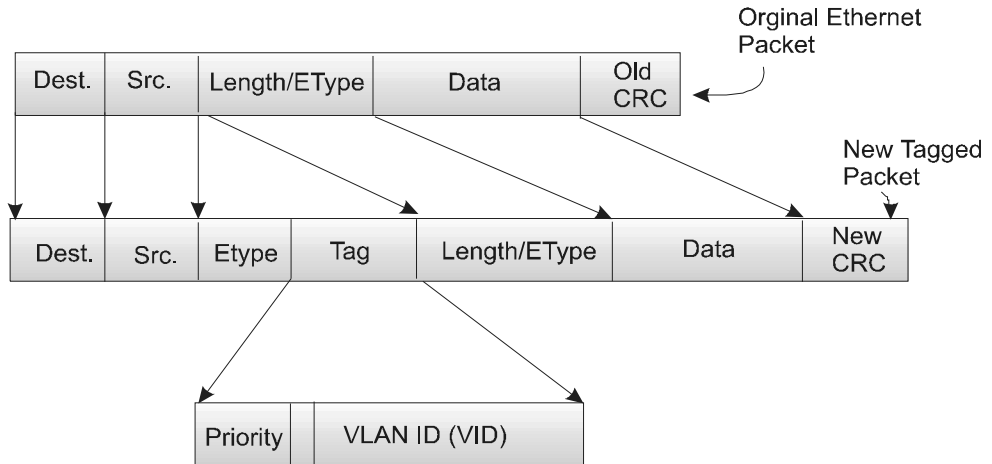 Orginal Ethernet
Packet
Dest. Src. Length/EType Data Old
CRC
New Tagged
Packet
Dest. Src. Etype Tag Length/EType Data New
CRC
Priority VLAN ID (VID)